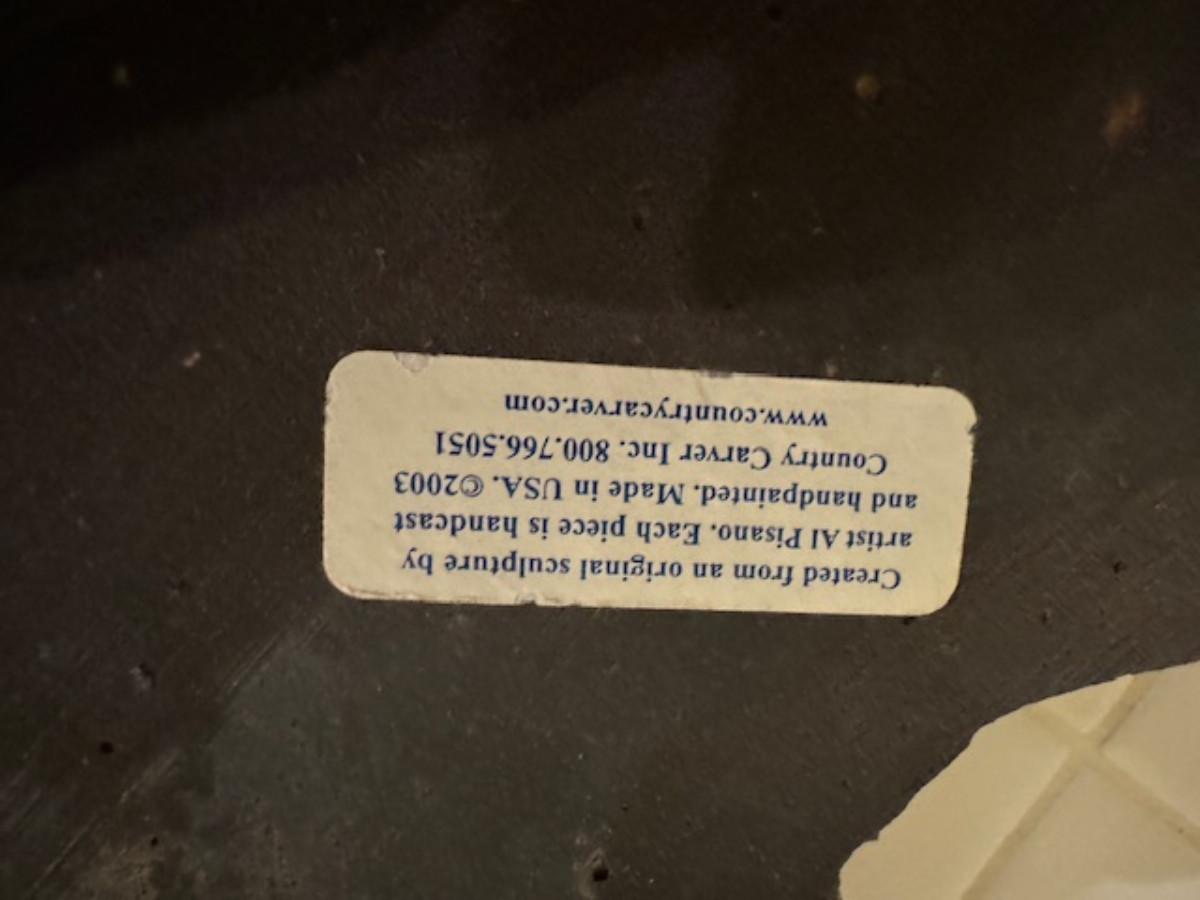 Created from an original sculpture by
artist Al Pisano. Each piece is handcast
and handpainted. Made in USA. ©2003
Country Carver Inc. 800.766.5051
www.countrycarver.com